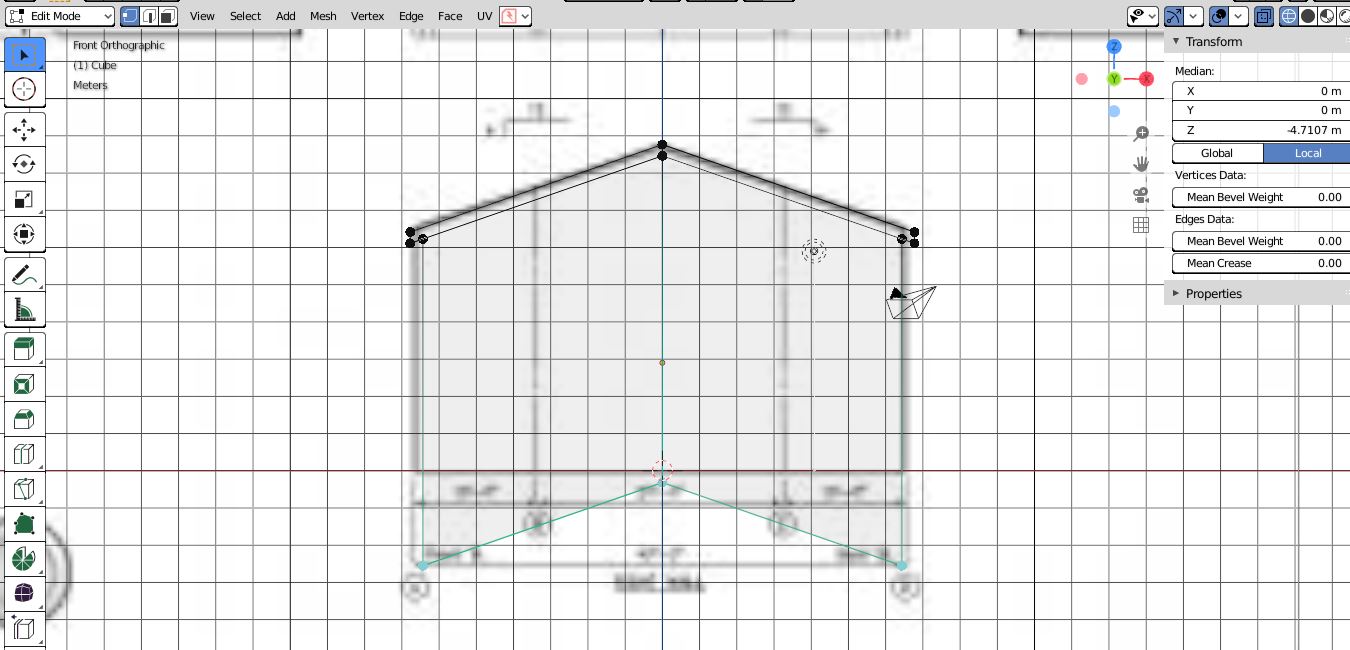 Edit Mode View Select Add Mesh Vertex Edge Face UV
Front Orthographic
(1) Cube
Meters
Z
Y
X
Transform
Median:
X 0 m
Y 0 m
Z -4.7107 m
Global Local
Vertices Data:
Mean Bevel Weight 0.00
Edges Data:
Mean Bevel Weight 0.00
Mean Crease 0.00
Properties